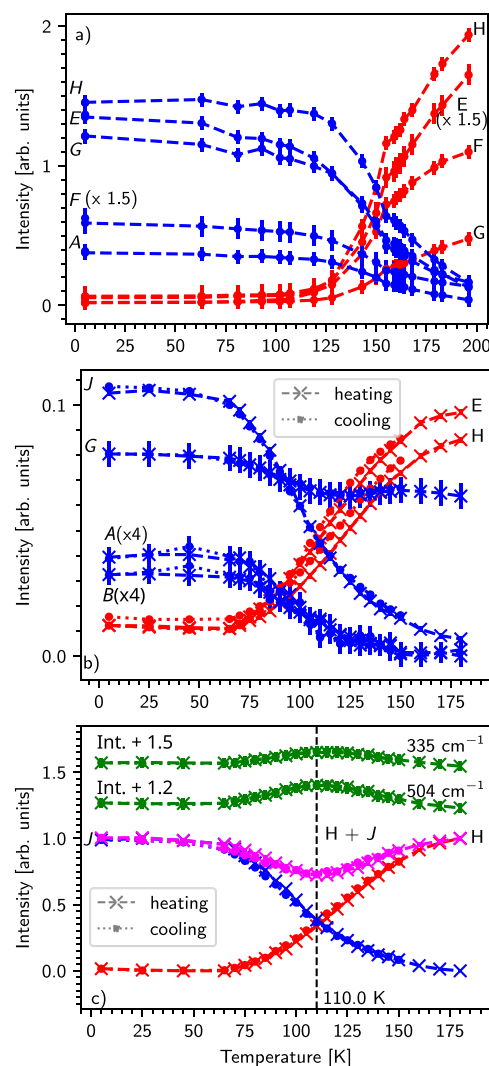 a)
H
2
H
E
E
(× 1.5)
G
F
F (× 1.5)
A
G
1
0
Intensity [arb. units]
0 25 50 75 100 125 150 175 200
J
heating
cooling
E
H
0.1
G
A(x4)
B(x4)
0.0
b)
Intensity [arb. units]
0 25 50 75 100 125 150 175
Int. + 1.5
335 cm⁻¹
1.5
Int. + 1.2
504 cm⁻¹
H + J
J
H
1.0
heating
cooling
0.5
0.0
c)
110.0 K
Intensity [arb. units]
0 25 50 75 100 125 150 175
Temperature [K]